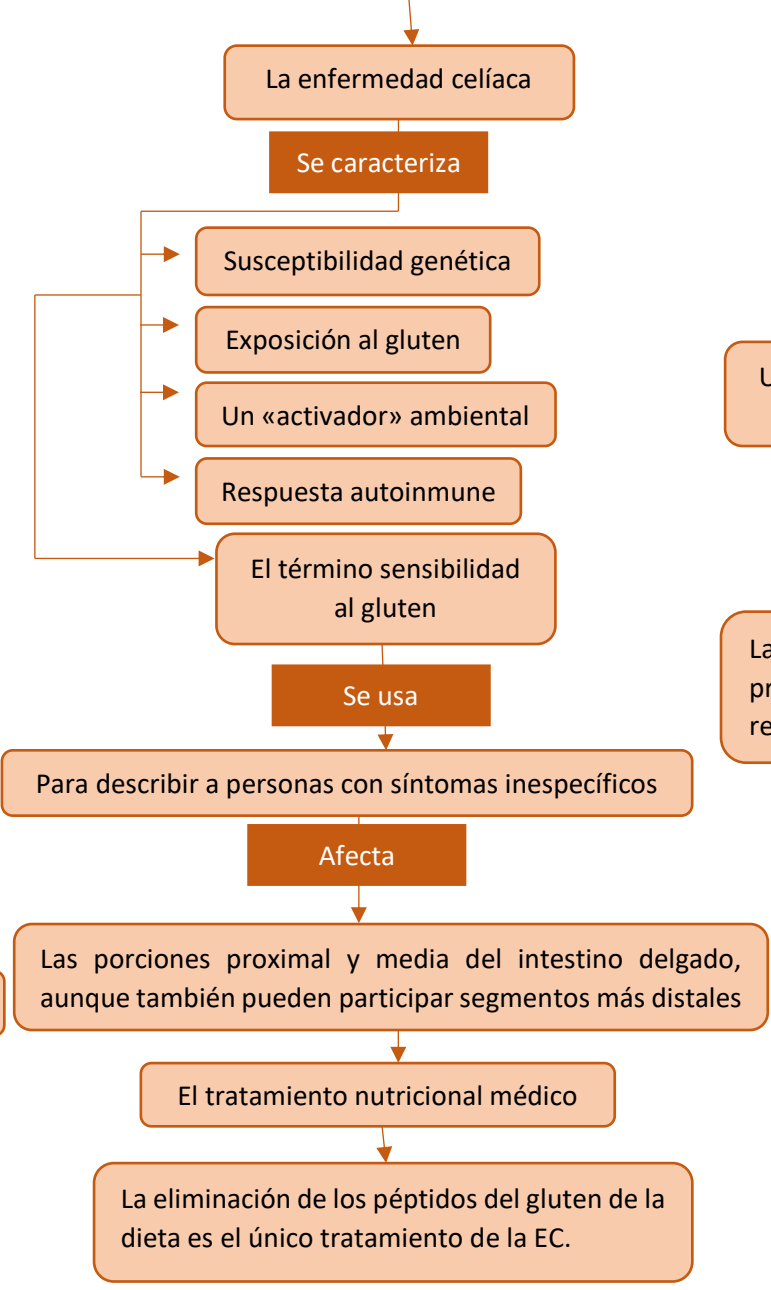 La enfermedad celíaca
Se caracteriza
Susceptibilidad genética
Exposición al gluten
Un «activador» ambiental
Respuesta autoinmune
El término sensibilidad
al gluten
Se usa
Para describir a personas con síntomas inespecíficos
Afecta
Las porciones proximal y media del intestino delgado,
aunque también pueden participar segmentos más distales
El tratamiento nutricional médico
La eliminación de los péptidos del gluten de la
dieta es el único tratamiento de la EC.